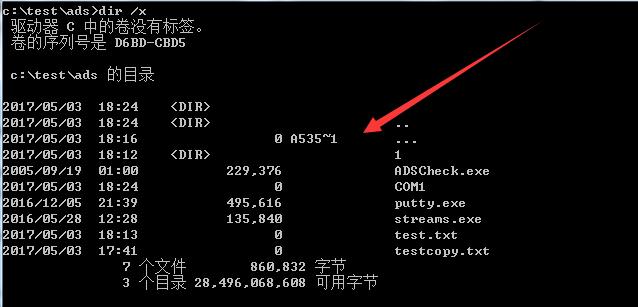 c:\test\ads>dir /x
驱动器 C 中的卷没有标签。
卷的序列号是 D6BD-CBD5
c:\test\ads 的目录
2017/05/03 18:24 <DIR> .
2017/05/03 18:24 <DIR> ..
2017/05/03 18:16 0 A535~1 ...
2017/05/03 18:12 <DIR> 1
2005/09/19 01:00 229,376 ADSCheck.exe
2017/05/03 18:24 0 COM1
2016/12/05 21:39 495,616 putty.exe
2016/05/28 12:28 135,840 streams.exe
2017/05/03 18:13 0 test.txt
2017/05/03 17:41 0 testcopy.txt
7 个文件 860,832 字节
3 个目录 28,496,068,608 可用字节